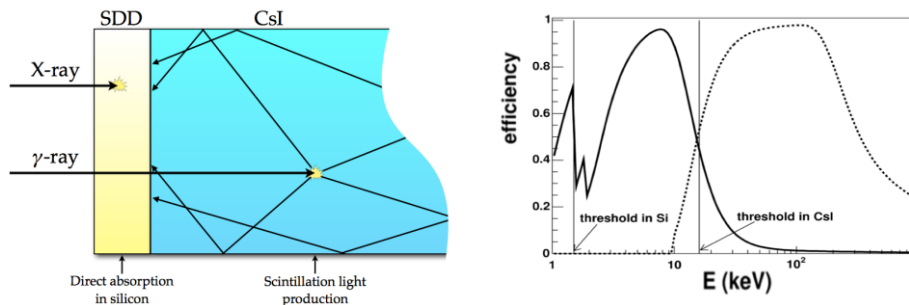 SDD
CsI
X-ray
γ-ray
Direct absorption
in silicon
Scintillation light
production
efficiency
1
0.8
0.6
0.4
0.2
0
threshold in Si
threshold in CsI
1
10
10²
E (keV)